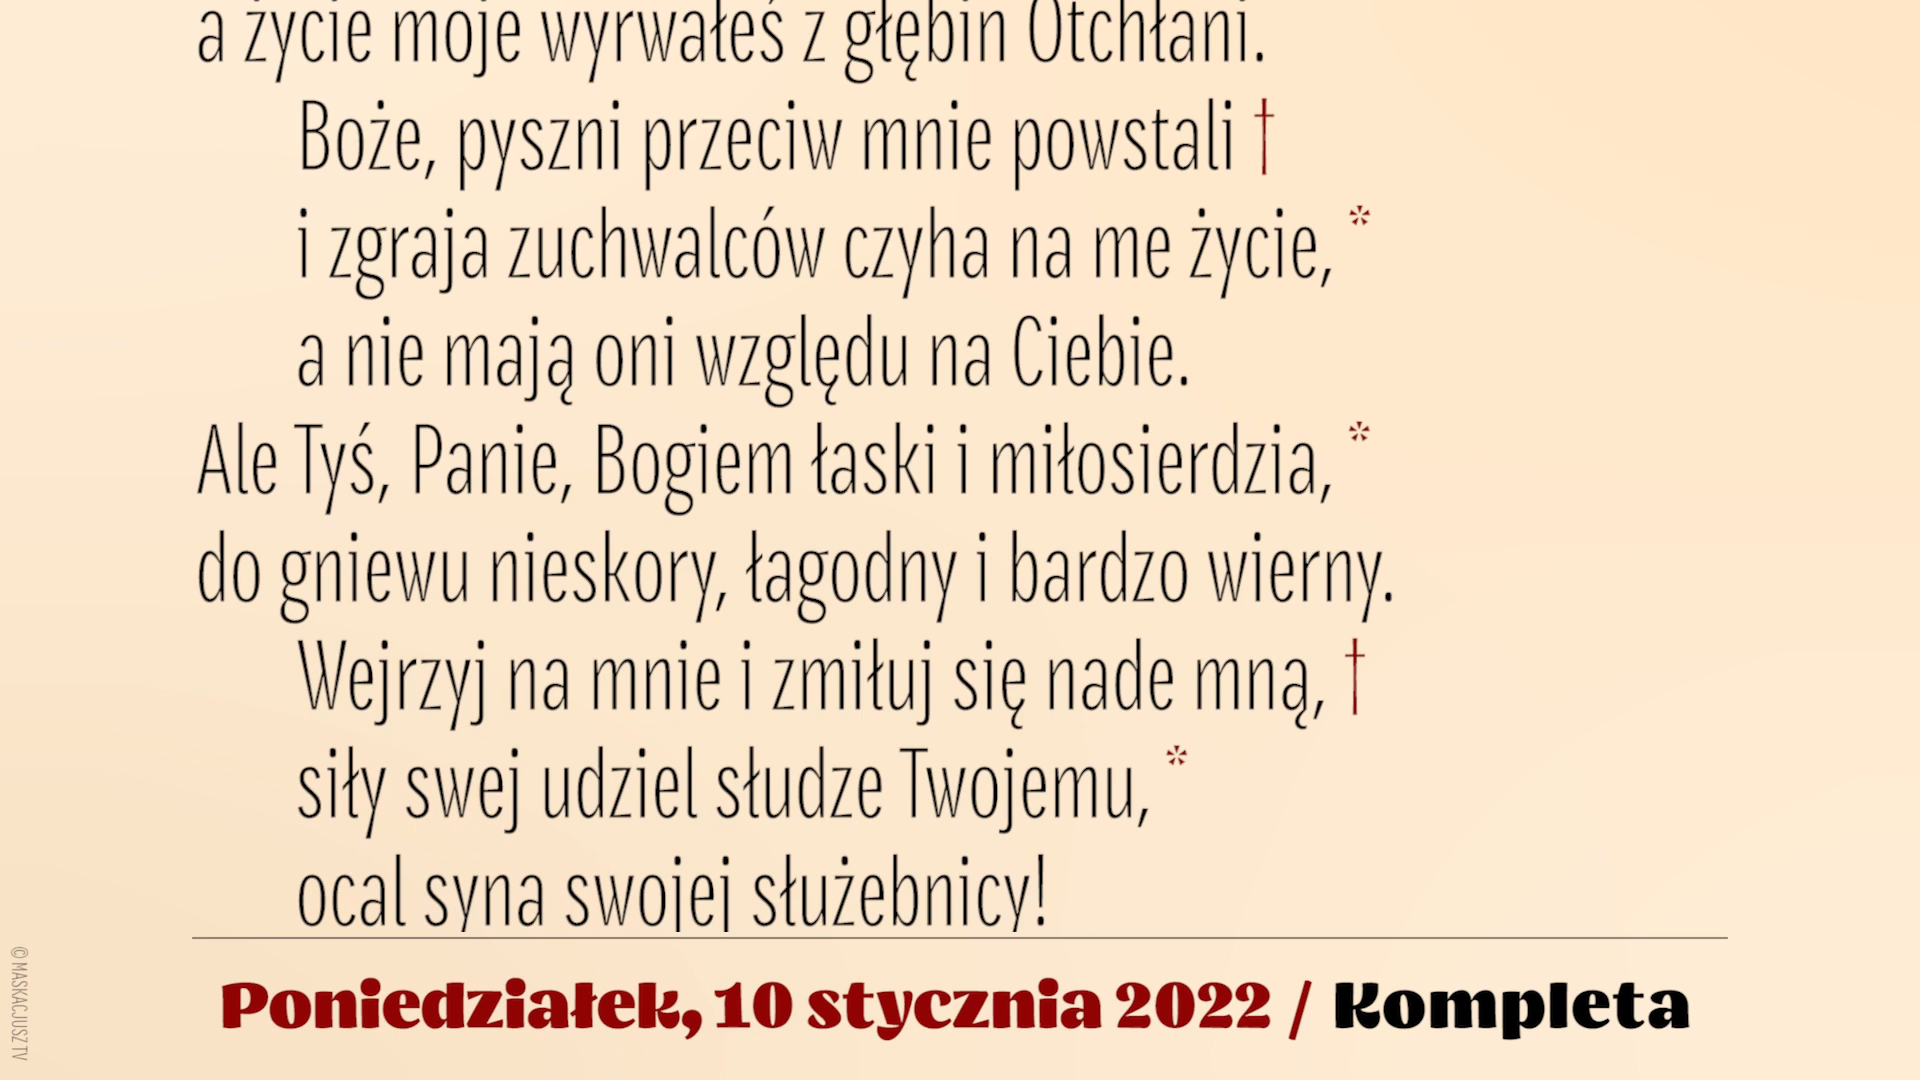 a życie moje wyrwałeś z głębin Otchłani.
Boże, pyszni przeciw mnie powstali †
i zgraja zuchwalców czyha na me życie, *
a nie mają oni względu na Ciebie.
Ale Tyś, Panie, Bogiem łaski i miłosierdzia, *
do gniewu nieskory, łagodny i bardzo wierny.
Wejrzyj na mnie i zmiłuj się nade mną, †
siły swej udziel słudze Twojemu, *
ocal syna swojej służebnicy!
Poniedziałek, 10 stycznia 2022 / Kompleta
© MASKACJUSZ TV